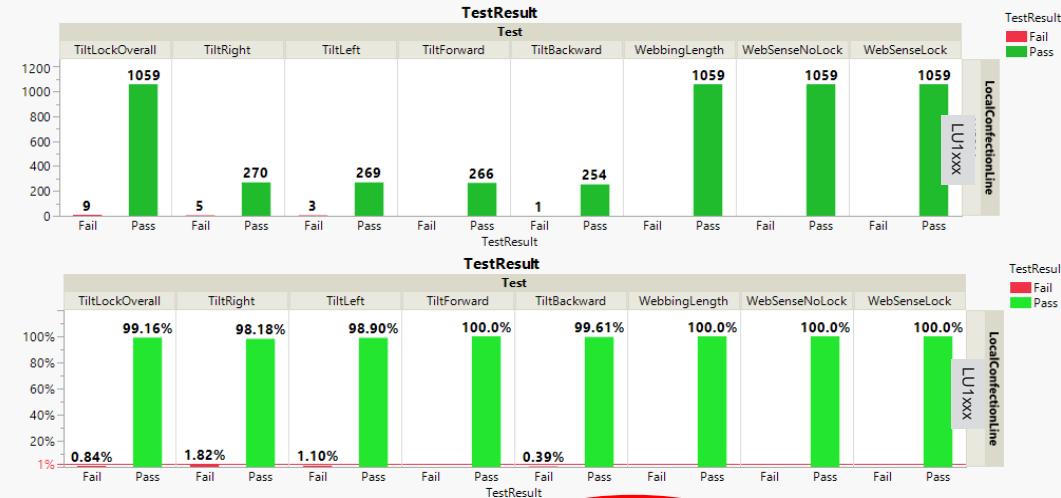 TestResult
Test
TiltLockOverall TiltRight TiltLeft TiltForward TiltBackward WebbingLength WebSenseNoLock WebSenseLock
1200
1000
800
600
400
200
0
9 1059 5 270 3 269 266 1 254 1059 1059 1059
Fail Pass Fail Pass Fail Pass Fail Pass Fail Pass Fail Pass Fail Pass Fail Pass
TestResult
LU1xxx
LocalConfectionLine
TestResult
Fail
Pass
TestResult
Test
TiltLockOverall TiltRight TiltLeft TiltForward TiltBackward WebbingLength WebSenseNoLock WebSenseLock
100%
80%
60%
40%
20%
1%
0.84% 99.16% 1.82% 98.18% 1.10% 98.90% 100.0% 0.39% 99.61% 100.0% 100.0% 100.0%
Fail Pass Fail Pass Fail Pass Fail Pass Fail Pass Fail Pass Fail Pass Fail Pass
TestResult
LU1xxx
LocalConfectionLine
TestResul
Fail
Pass